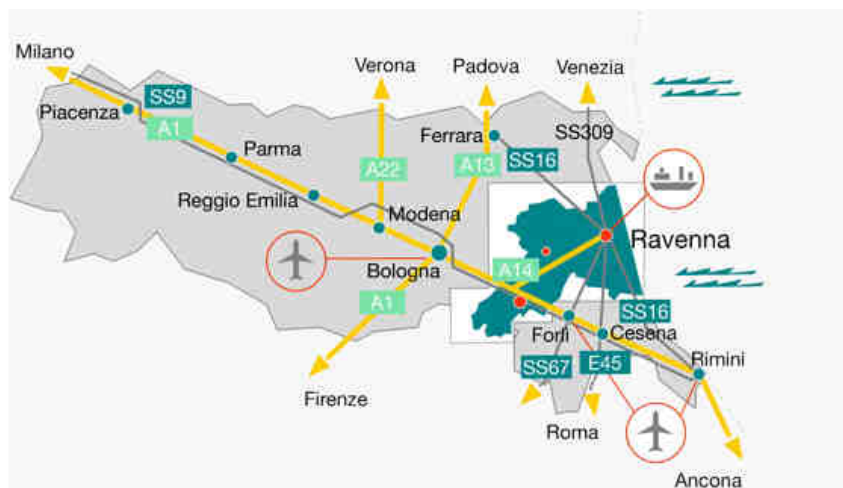 Milano
Verona
Padova
Venezia
SS9
Piacenza
A1
Parma
Ferrara
SS309
A22
A13
SS16
Reggio Emilia
Modena
Ravenna
Bologna
A14
A1
SS16
Forlì
Cesena
SS67
E45
Rimini
Firenze
Roma
Ancona